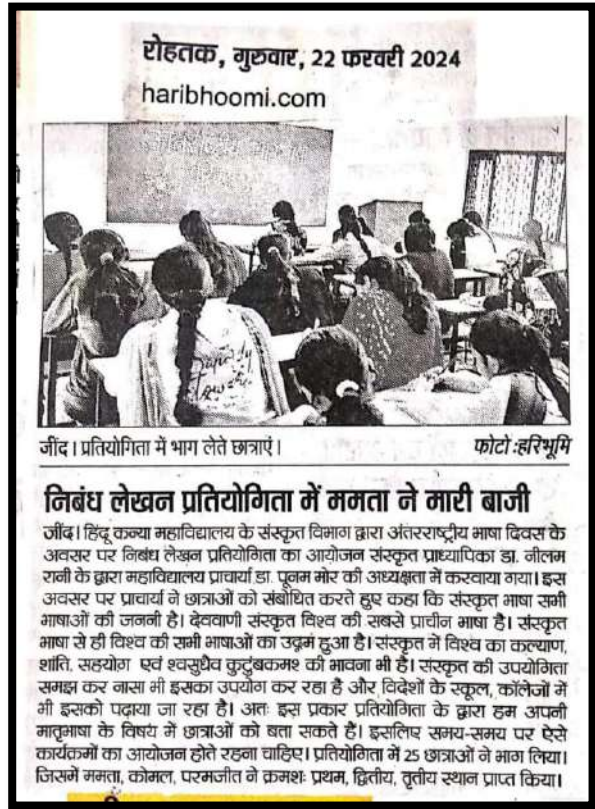 रोहतक, गुरुवार, 22 फरवरी 2024
haribhoomi.com
जींद। प्रतियोगिता में भाग लेते छात्राएं।
फोटो :हरिभूमि
निबंध लेखन प्रतियोगिता में ममता ने मारी बाजी
जींद। हिंदू कन्या महाविद्यालय के संस्कृत विभाग द्वारा अंतरराष्ट्रीय भाषा दिवस के
अवसर पर निबंध लेखन प्रतियोगिता का आयोजन संस्कृत प्राध्यापिका डा. नीलम
रानी के द्वारा महाविद्यालय प्राचार्या डा. पूनम मोर की अध्यक्षता में करवाया गया। इस
अवसर पर प्राचार्या ने छात्राओं को संबोधित करते हुए कहा कि संस्कृत भाषा सभी
भाषाओं की जननी है। देववाणी संस्कृत विश्व की सबसे प्राचीन भाषा है। संस्कृत
भाषा से ही विश्व की सभी भाषाओं का उद्गम हुआ है। संस्कृत में विश्व का कल्याण,
शांति, सहयोग एवं श्वसुधैव कुटुंबकमश की भावना भी है। संस्कृत की उपयोगिता
समझ कर नासा भी इसका उपयोग कर रहा है और विदेशों के स्कूल, कॉलेजों में
भी इसको पढ़ाया जा रहा है। अतः इस प्रकार प्रतियोगिता के द्वारा हम अपनी
मातृभाषा के विषय में छात्राओं को बता सकते हैं। इसलिए समय-समय पर ऐसे
कार्यक्रमों का आयोजन होते रहना चाहिए। प्रतियोगिता में 25 छात्राओं ने भाग लिया।
जिसमें ममता, कोमल, परमजीत ने क्रमशः प्रथम, द्वितीय, तृतीय स्थान प्राप्त किया।